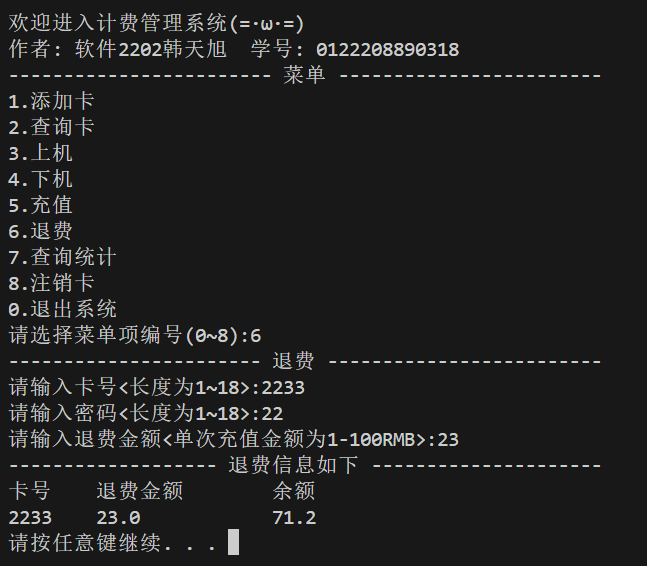 欢迎进入计费管理系统(=·ω·=)
作者: 软件2202韩天旭  学号: 0122208890318
------------------------ 菜单 ------------------------
1.添加卡
2.查询卡
3.上机
4.下机
5.充值
6.退费
7.查询统计
8.注销卡
0.退出系统
请选择菜单项编号(0~8):6
----------------------- 退费 -------------------------
请输入卡号<长度为1~18>:2233
请输入密码<长度为1~18>:22
请输入退费金额<单次充值金额为1-100RMB>:23
------------------- 退费信息如下 ---------------------
卡号    退费金额        余额
2233    23.0            71.2
请按任意键继续. . .